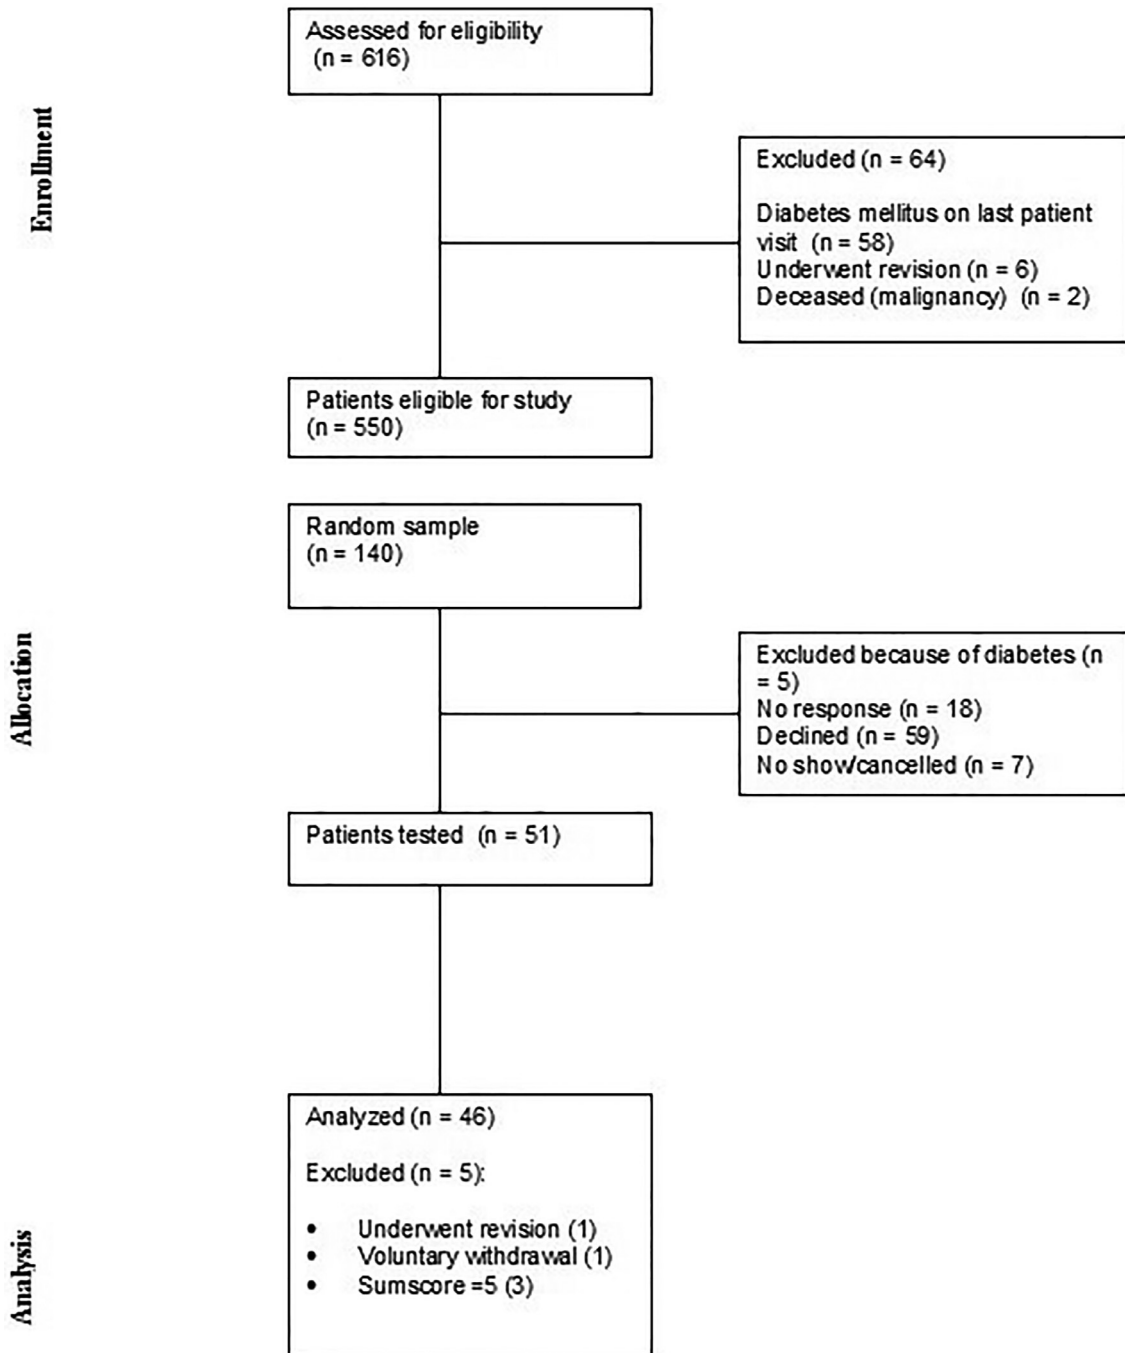 Assessed for eligibility
(n = 616)
Enrollment
Excluded (n = 64)
Diabetes mellitus on last patient
visit (n = 58)
Underwent revision (n = 6)
Deceased (malignancy) (n = 2)
Patients eligible for study
(n = 550)
Random sample
(n = 140)
Allocation
Excluded because of diabetes (n
= 5)
No response (n = 18)
Declined (n = 59)
No show/cancelled (n = 7)
Patients tested (n = 51)
Analysis
Analyzed (n = 46)
Excluded (n = 5):
• Underwent revision (1)
• Voluntary withdrawal (1)
• Sumscore =5 (3)